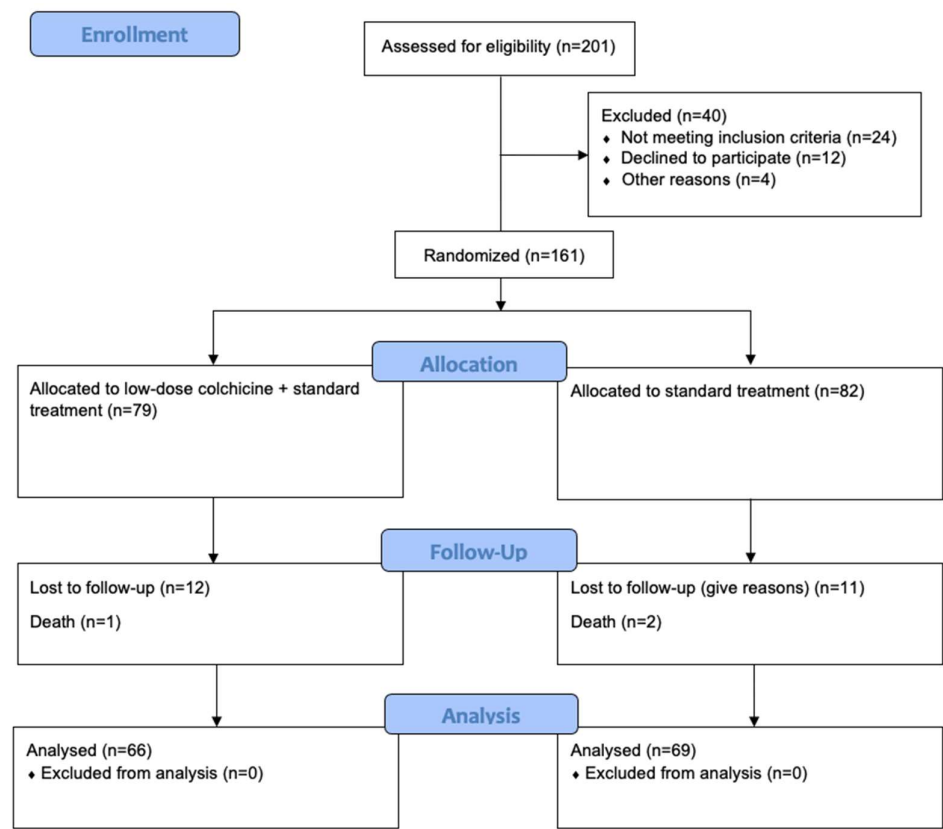 Enrollment
Assessed for eligibility (n=201)
Excluded (n=40)
♦ Not meeting inclusion criteria (n=24)
♦ Declined to participate (n=12)
♦ Other reasons (n=4)
Randomized (n=161)
Allocation
Allocated to low-dose colchicine + standard
treatment (n=79)
Allocated to standard treatment (n=82)
Follow-Up
Lost to follow-up (n=12)
Death (n=1)
Lost to follow-up (give reasons) (n=11)
Death (n=2)
Analysis
Analysed (n=66)
♦ Excluded from analysis (n=0)
Analysed (n=69)
♦ Excluded from analysis (n=0)